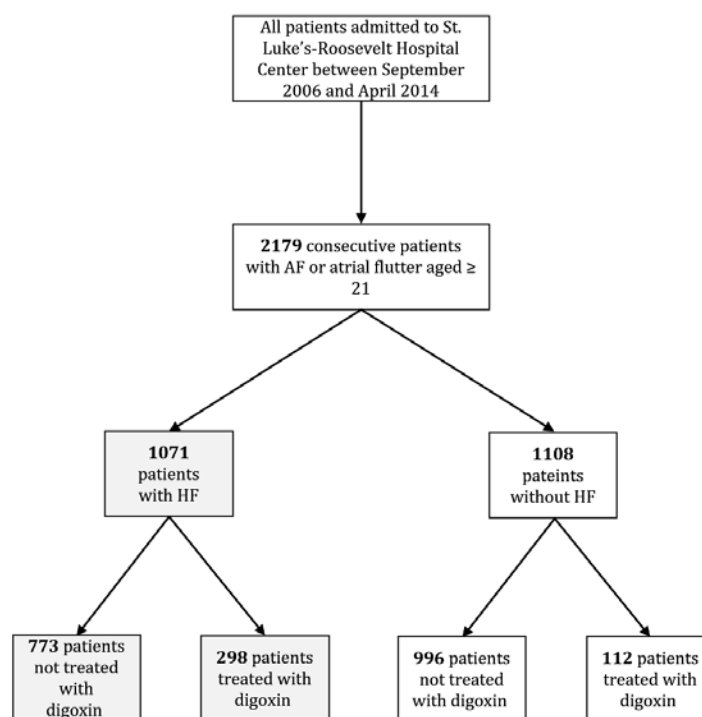 All patients admitted to St.
Luke's-Roosevelt Hospital
Center between September
2006 and April 2014
2179 consecutive patients
with AF or atrial flutter aged ≥
21
1071
patients
with HF
1108
pateints
without HF
773 patients
not treated
with
digoxin
298 patients
treated with
digoxin
996 patients
not treated
with digoxin
112 patients
treated with
digoxin